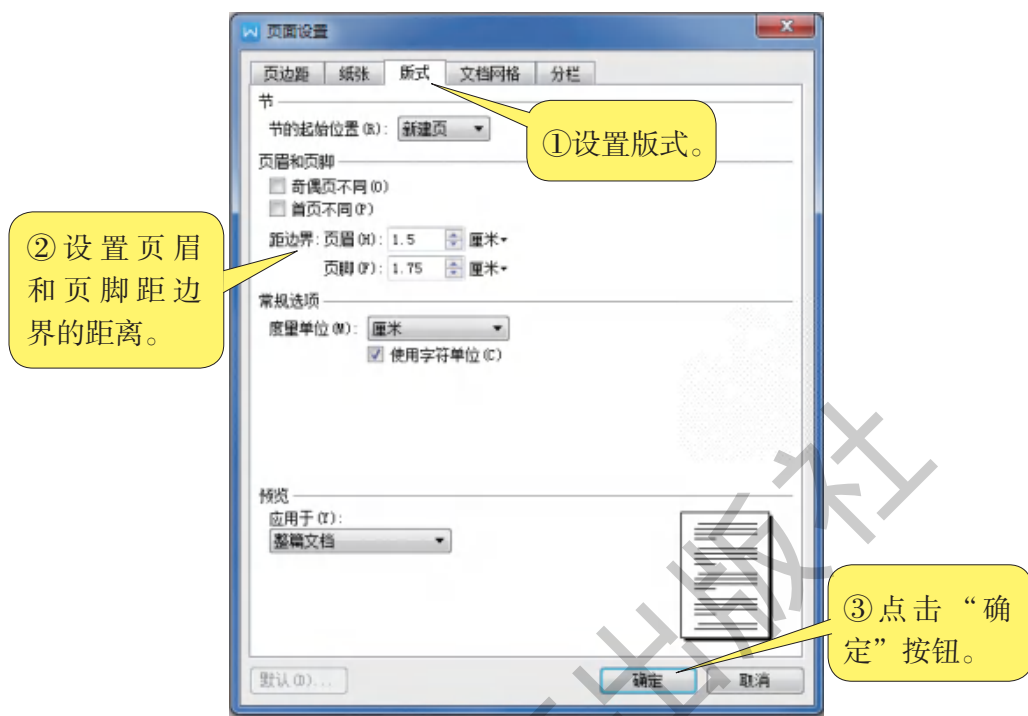 页面设置
页边距 纸张 版式 文档网格 分栏
节
节的起始位置(R): 新建页
①设置版式。
页眉和页脚
奇偶页不同(O)
首页不同(P)
距边界: 页眉(H): 1.5 厘米
页脚(F): 1.75 厘米
②设置页眉
和页脚距边
界的距离。
常规选项
度量单位(M): 厘米
使用字符单位(C)
预览
应用于(Y):
整篇文档
③点击“确
定”按钮。
默认(D)... 确定 取消
出版社